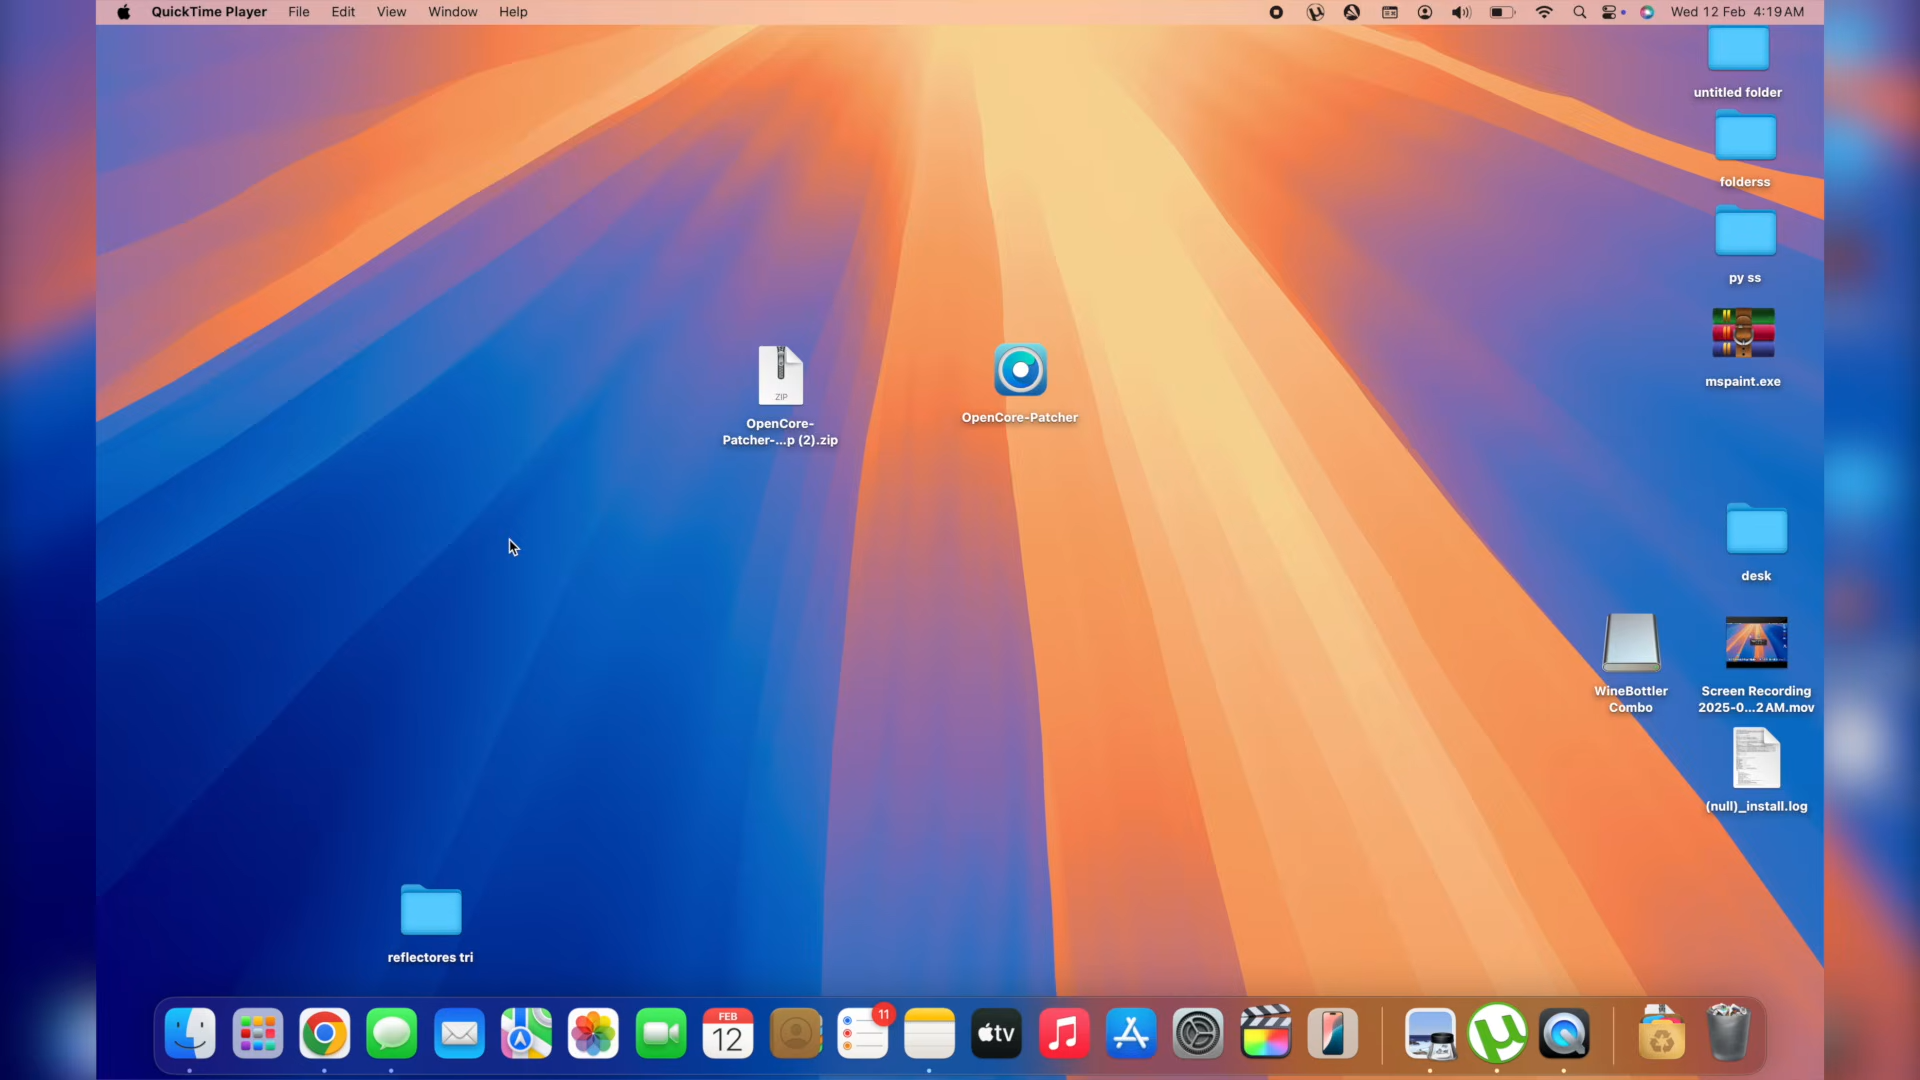 QuickTime Player File Edit View Window Help Wed 12 Feb 4:19 AM
untitled folder
folderss
py ss
mspaint.exe
ZIP
OpenCore-
Patcher-...p (2).zip
OpenCore-Patcher
desk
WineBottler
Combo
Screen Recording
2025-0...2 AM.mov
(null)_install.log
reflectores tri
FEB
12
11
tv